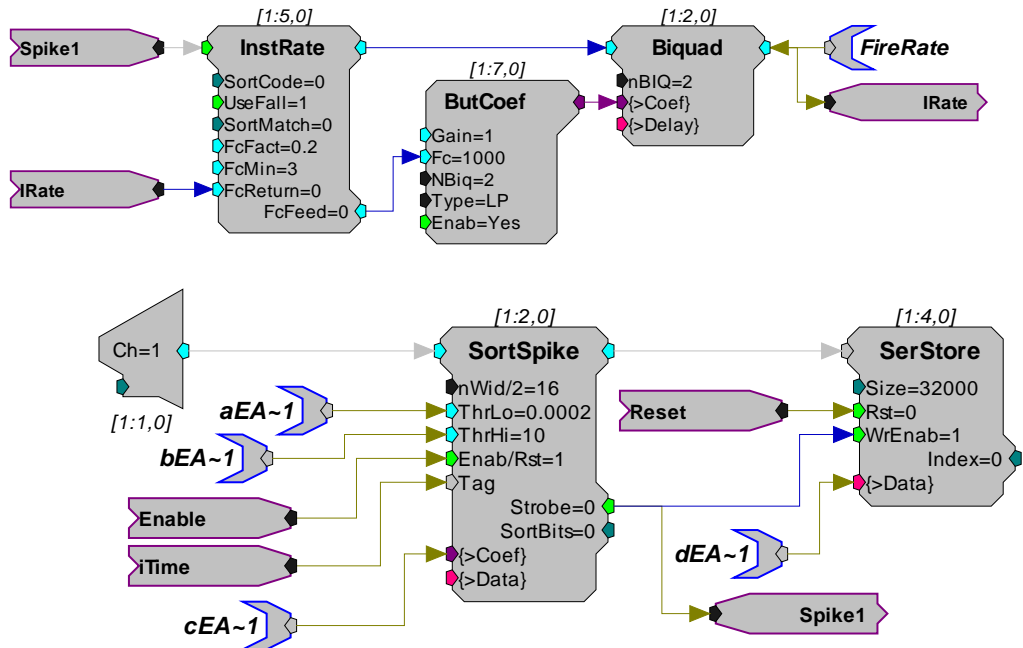 [1:5,0]
[1:2,0]
Spike1
InstRate
Biquad
FireRate
[1:7,0]
SortCode=0
nBIQ=2
UseFall=1
ButCoef
{>Coef}
IRate
SortMatch=0
{>Delay}
FcFact=0.2
Gain=1
FcMin=3
Fc=1000
IRate
FcReturn=0
NBiq=2
FcFeed=0
Type=LP
Enab=Yes
[1:2,0]
[1:4,0]
Ch=1
SortSpike
SerStore
nWid/2=16
Size=32000
[1:1,0]
aEA~1
ThrLo=0.0002
Reset
Rst=0
bEA~1
ThrHi=10
WrEnab=1
Enab/Rst=1
Index=0
Tag
{>Data}
Enable
Strobe=0
SortBits=0
iTime
{>Coef}
dEA~1
{>Data}
cEA~1
Spike1